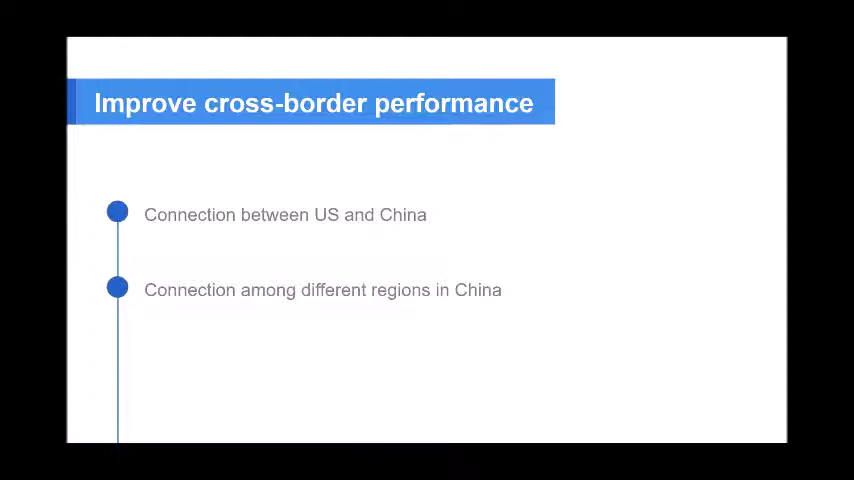 Improve cross-border performance
Connection between US and China
Connection among different regions in China